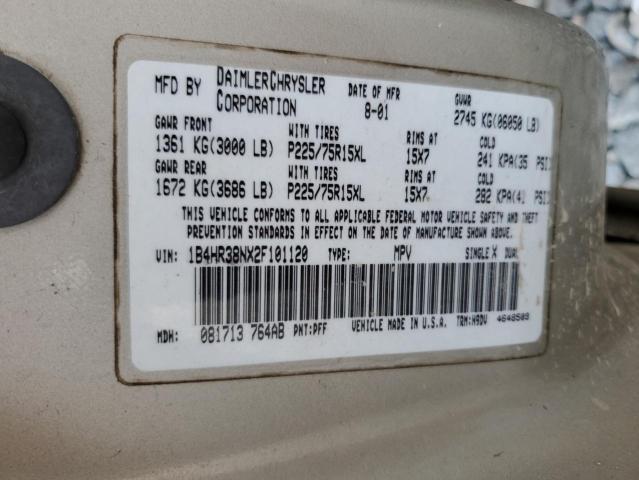 MFD BY DAIMLERCHRYSLER CORPORATION DATE OF MFR 8-01 GVWR 2745 KG(06050 LB)
GAWR FRONT WITH TIRES RIMS AT COLD
1361 KG(3000 LB) P225/75R15XL 15X7 241 KPA(35 PSI)
GAWR REAR WITH TIRES RIMS AT COLD
1672 KG(3686 LB) P225/75R15XL 15X7 282 KPA(41 PSI)
THIS VEHICLE CONFORMS TO ALL APPLICABLE FEDERAL MOTOR VEHICLE SAFETY AND THEFT
PREVENTION STANDARDS IN EFFECT ON THE DATE OF MANUFACTURE SHOWN ABOVE.
VIN: 1B4HR38NX2F101120 TYPE: MPV SINGLE X DUAL
MDH: 081713 764AB PNT:PFF VEHICLE MADE IN U.S.A. TRM:H9DV 4648509